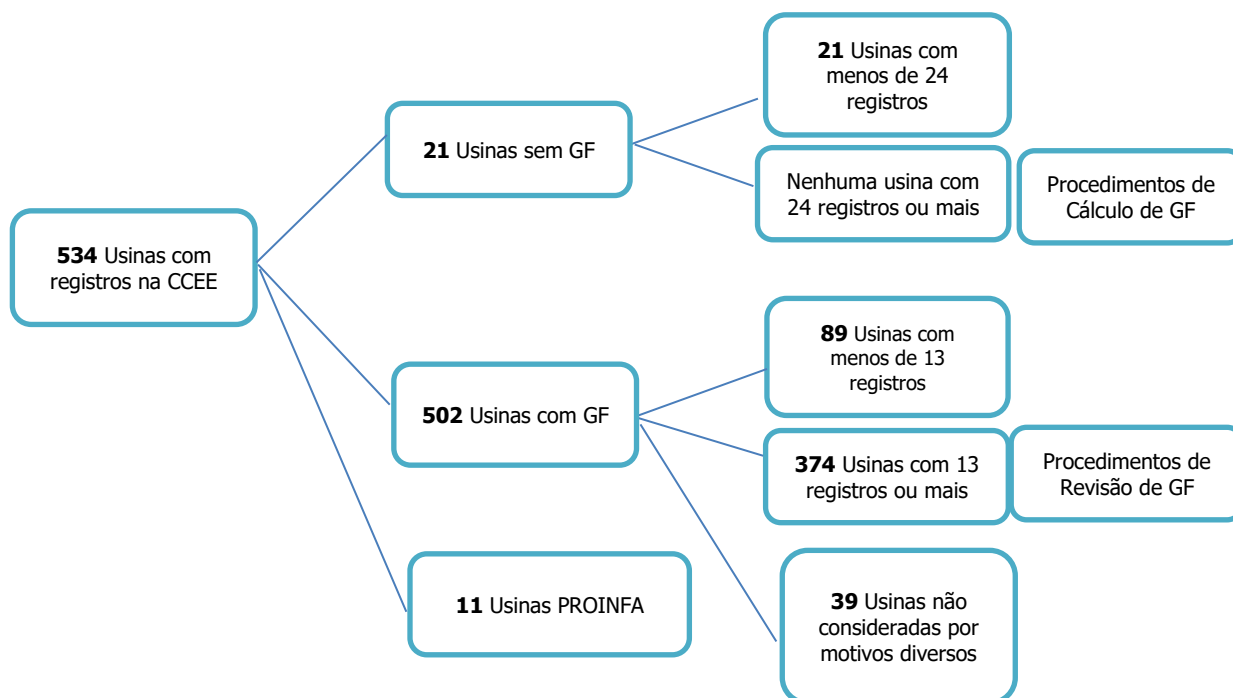 534 Usinas com
registros na CCEE
21 Usinas sem GF
21 Usinas com
menos de 24
registros
Nenhuma usina com
24 registros ou mais
Procedimentos de
Cálculo de GF
502 Usinas com GF
89 Usinas com
menos de 13
registros
374 Usinas com 13
registros ou mais
Procedimentos de
Revisão de GF
39 Usinas não
consideradas por
motivos diversos
11 Usinas PROINFA